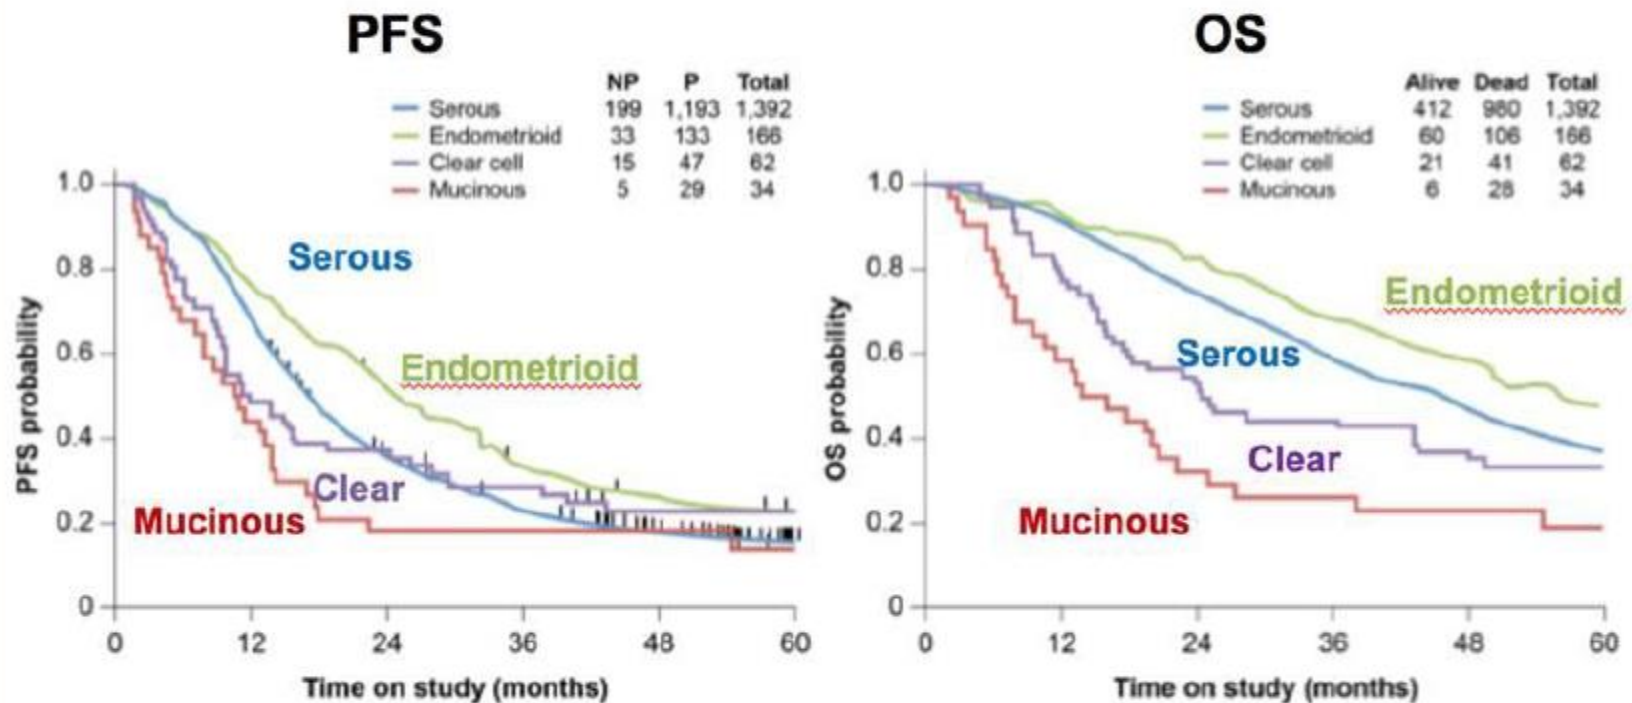 PFS
NP P Total
Serous 199 1,193 1,392
Endometrioid 33 133 166
Clear cell 15 47 62
Mucinous 5 29 34
1.0
0.8
0.6
0.4
0.2
0
PFS probability
Serous
Endometrioid
Clear
Mucinous
0 12 24 36 48 60
Time on study (months)
OS
Alive Dead Total
Serous 412 980 1,392
Endometrioid 60 106 166
Clear cell 21 41 62
Mucinous 6 28 34
1.0
0.8
0.6
0.4
0.2
0
OS probability
Endometrioid
Serous
Clear
Mucinous
0 12 24 36 48 60
Time on study (months)